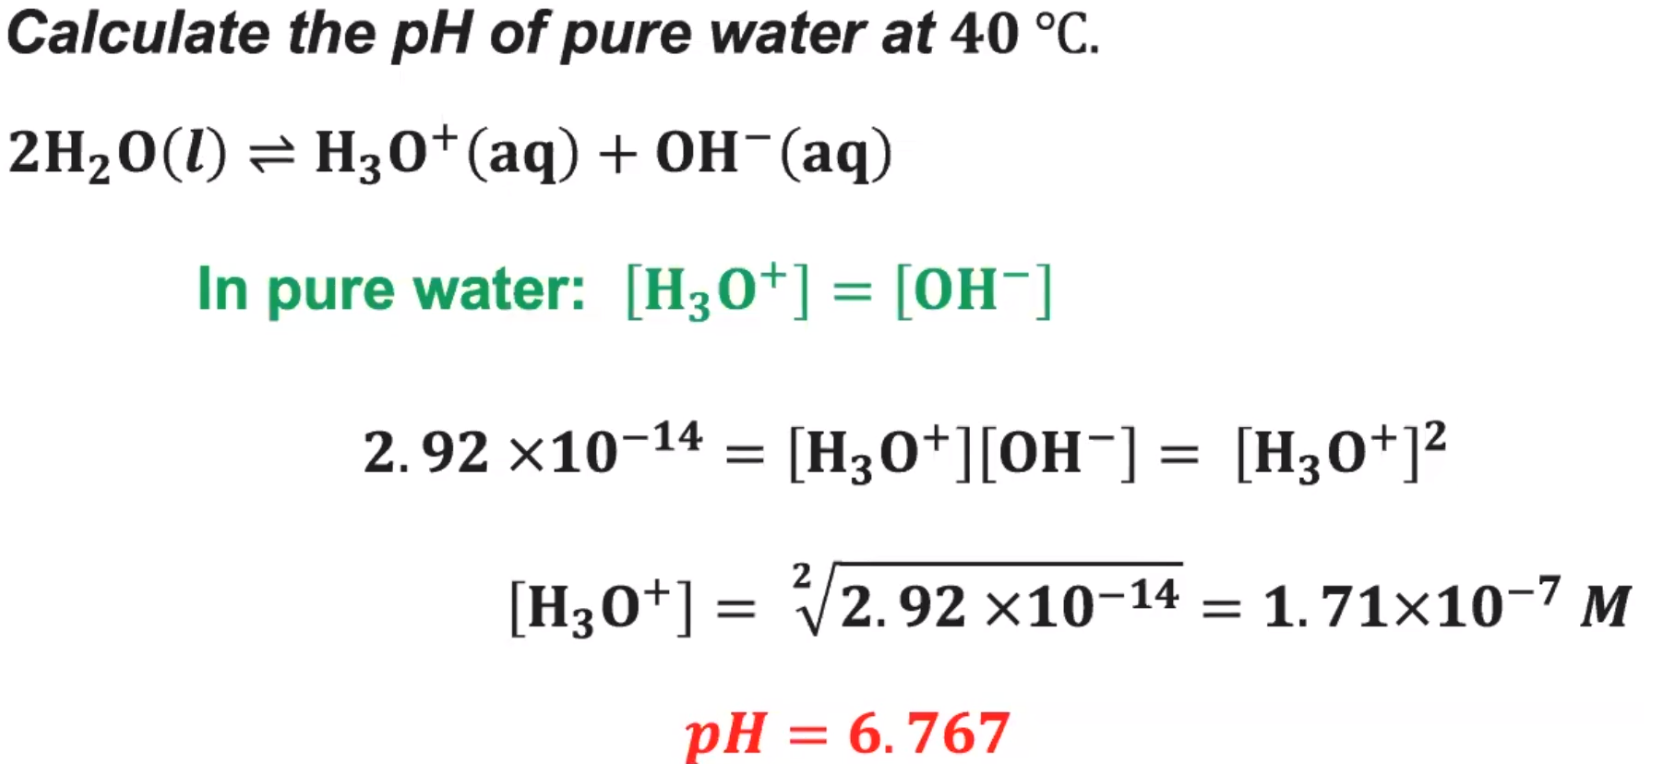 Calculate the pH of pure water at 40 °C.
2H₂O(l) ⇌ H₃O⁺(aq) + OH⁻(aq)
In pure water: [H₃O⁺] = [OH⁻]
2.92 ×10⁻¹⁴ = [H₃O⁺][OH⁻] = [H₃O⁺]²
[H₃O⁺] = ²√2.92 ×10⁻¹⁴ = 1.71×10⁻⁷ M
pH = 6.767